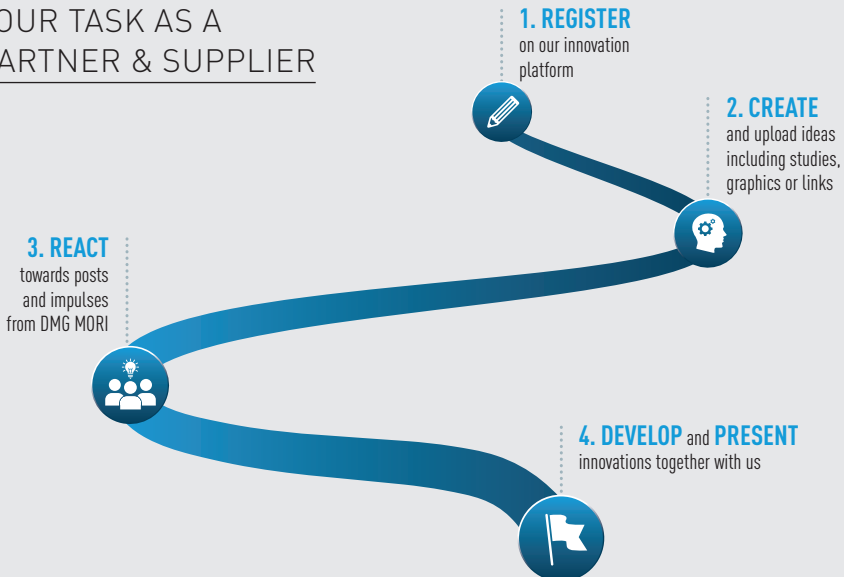 OUR TASK AS A
ARTNER & SUPPLIER
1. REGISTER
on our innovation
platform
2. CREATE
and upload ideas
including studies,
graphics or links
3. REACT
towards posts
and impulses
from DMG MORI
4. DEVELOP and PRESENT
innovations together with us